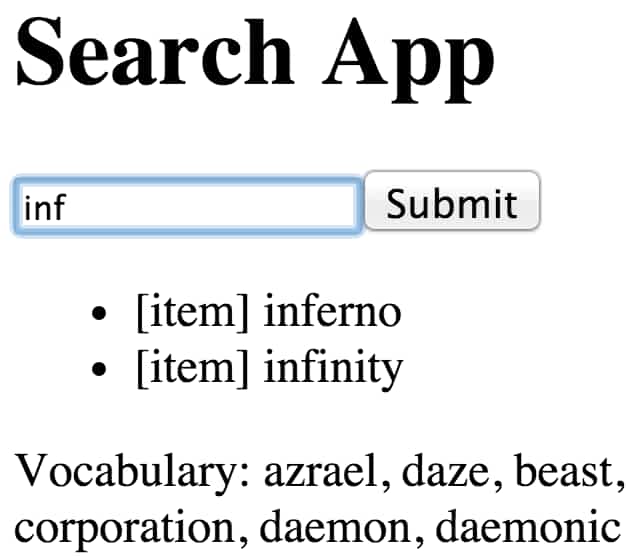 Search App
inf
Submit
[item] inferno
[item] infinity
Vocabulary: azrael, daze, beast,
corporation, daemon, daemonic